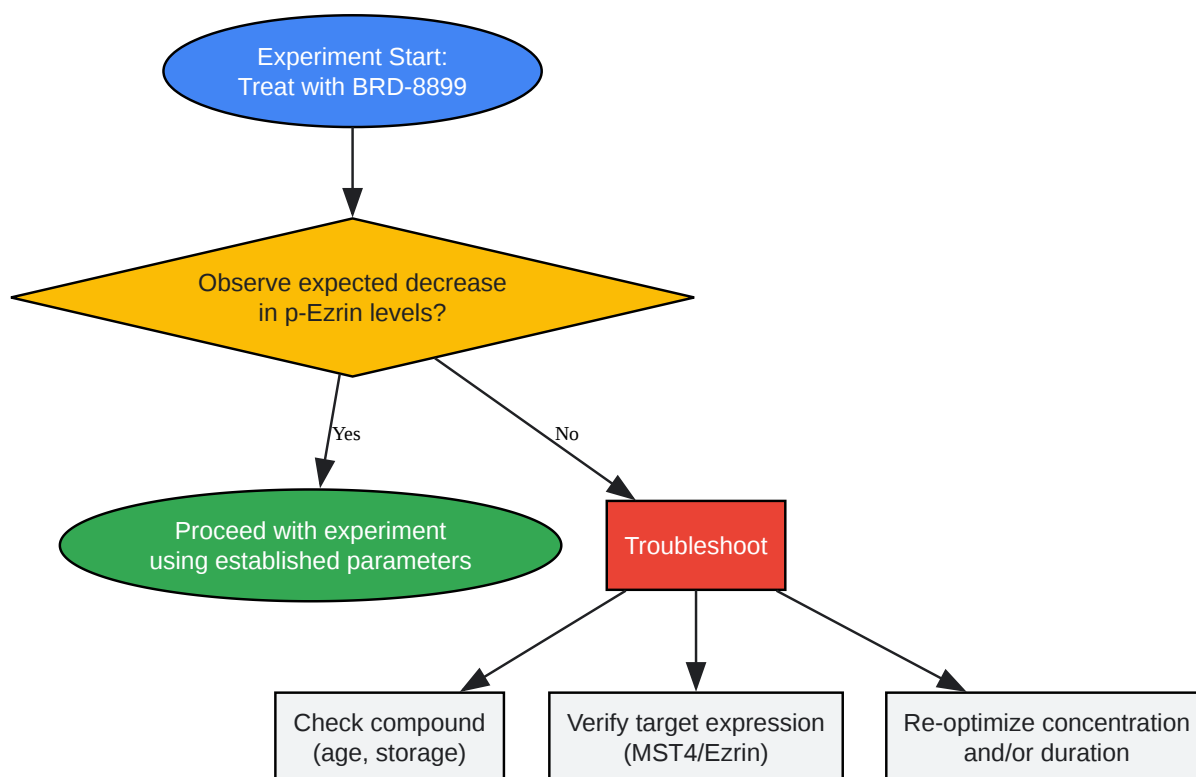 Experiment Start:
Treat with BRD-8899
Observe expected decrease
in p-Ezrin levels?
Yes
No
Proceed with experiment
using established parameters
Troubleshoot
Check compound
(age, storage)
Verify target expression
(MST4/Ezrin)
Re-optimize concentration
and/or duration